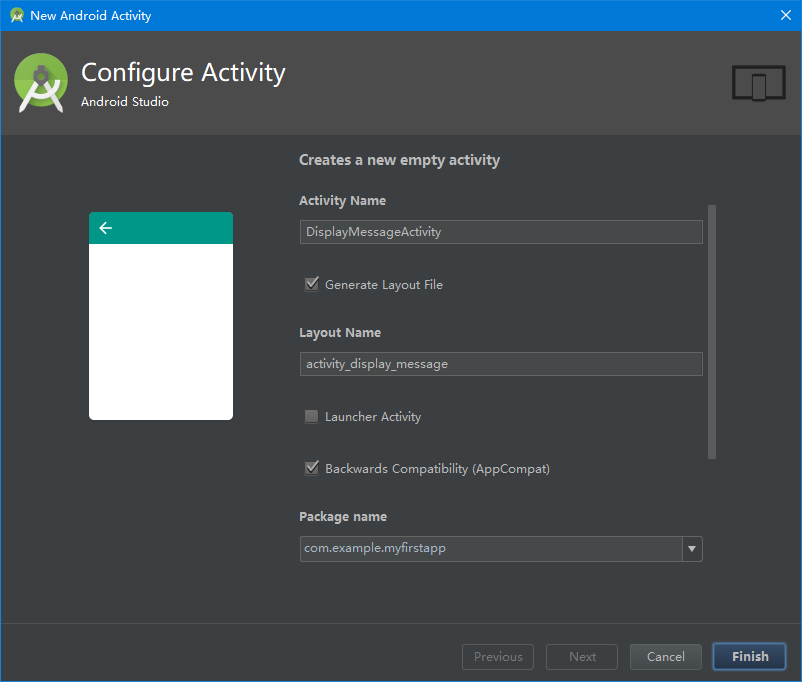 New Android Activity
Configure Activity
Android Studio
Creates a new empty activity
Activity Name
DisplayMessageActivity
Generate Layout File
Layout Name
activity_display_message
Launcher Activity
Backwards Compatibility (AppCompat)
Package name
com.example.myfirstapp
Previous Next Cancel Finish